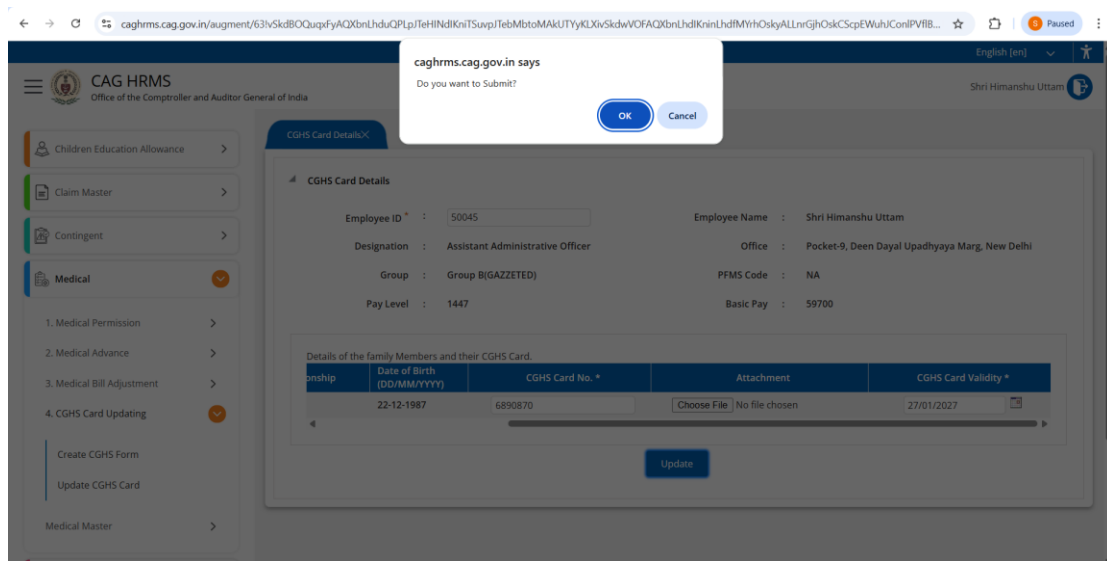 caghrms.cag.gov.in/augment/63!vSkdBOQuqxFyAQXbnLhduQPLpJTeHINdIKniTSuvpJTebMbtoMAkUTYyKLXivSkdwVOFAQXbnLhdIKninLhdfMYrhOskyALLnrGjhOskCScpEWuhJConlPVflB...
S Paused
English [en]
CAG HRMS
Office of the Comptroller and Auditor General of India
Shri Himanshu Uttam
caghrms.cag.gov.in says
Do you want to Submit?
OK Cancel
Children Education Allowance
Claim Master
Contingent
Medical
1. Medical Permission
2. Medical Advance
3. Medical Bill Adjustment
4. CGHS Card Updating
Create CGHS Form
Update CGHS Card
Medical Master
CGHS Card Details
CGHS Card Details
Employee ID * : 50045 Employee Name : Shri Himanshu Uttam
Designation : Assistant Administrative Officer Office : Pocket-9, Deen Dayal Upadhyaya Marg, New Delhi
Group : Group B(GAZZETED) PFMS Code : NA
Pay Level : 1447 Basic Pay : 59700
Details of the family Members and their CGHS Card.
onship Date of Birth (DD/MM/YYYY) CGHS Card No. * Attachment CGHS Card Validity *
22-12-1987 6890870 Choose File No file chosen 27/01/2027
Update